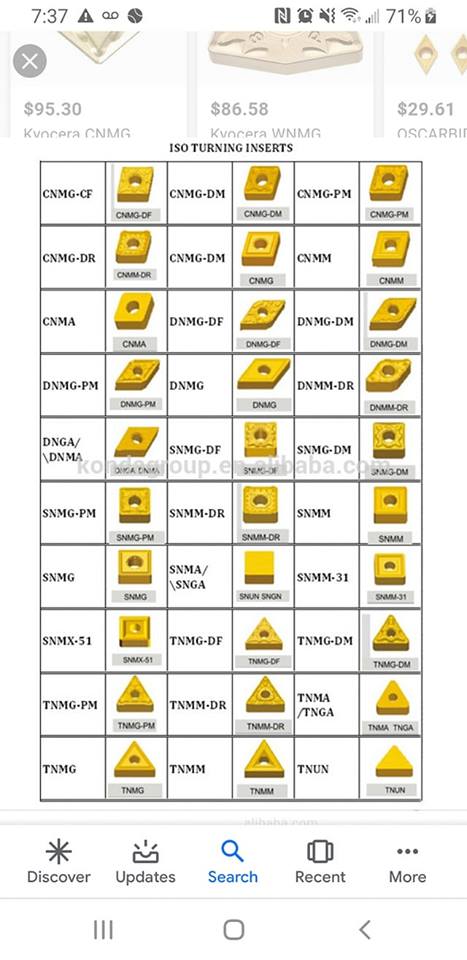 7:37 71%
$95.30 $86.58 $29.61
Kyocera CNMG Kyocera WNMG OSCARBID
ISO TURNING INSERTS
CNMG-CF CNMG-DF CNMG-DM CNMG-DM CNMG-PM CNMG-PM
CNMG-DR CNMM-DR CNMG-DM CNMG CNMM CNMM
CNMA CNMA DNMG-DF DNMG-DF DNMG-DM DNMG-DM
DNMG-PM DNMG-PM DNMG DNMG DNMM-DR DNMM-DR
DNGA/
\DNMA DNGA DNMA SNMG-DF SNMG-DF SNMG-DM SNMG-DM
SNMG-PM SNMG-PM SNMM-DR SNMM-DR SNMM SNMM
SNMG SNMG SNMA/
\SNGA SNUN SNGN SNMM-31 SNMM-31
SNMX-51 SNMX-51 TNMG-DF TNMG-DF TNMG-DM TNMG-DM
TNMG-PM TNMG-PM TNMM-DR TNMM-DR TNMA
/TNGA TNMA TNGA
TNMG TNMG TNMM TNMM TNUN TNUN
kondagroup.en.alibaba.com
alibaba.com
Discover Updates Search Recent More